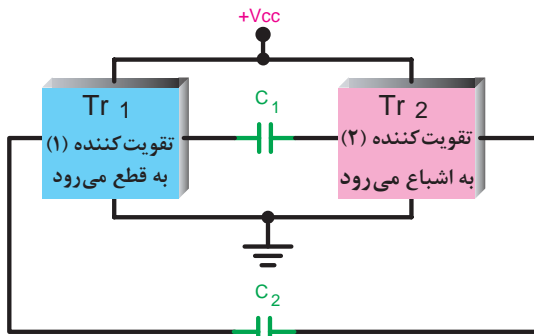 +Vcc
Tr 1
تقویت‌کننده (۱)
به قطع می‌رود
C1
Tr 2
تقویت‌کننده (۲)
به اشباع می‌رود
C2